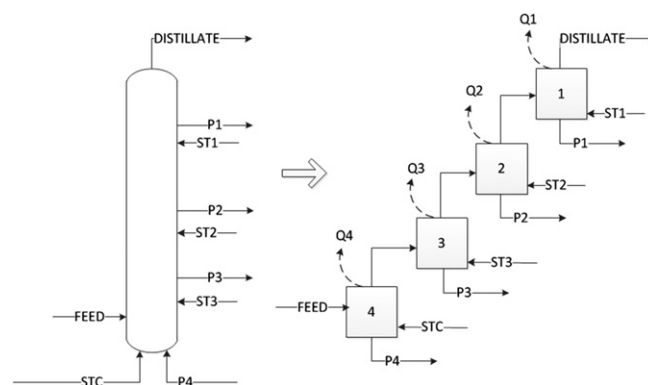 DISTILLATE
P1
ST1
P2
ST2
P3
ST3
FEED
STC
P4
Q1
DISTILLATE
1
ST1
P1
Q2
2
ST2
P2
Q3
3
ST3
P3
Q4
FEED
4
STC
P4